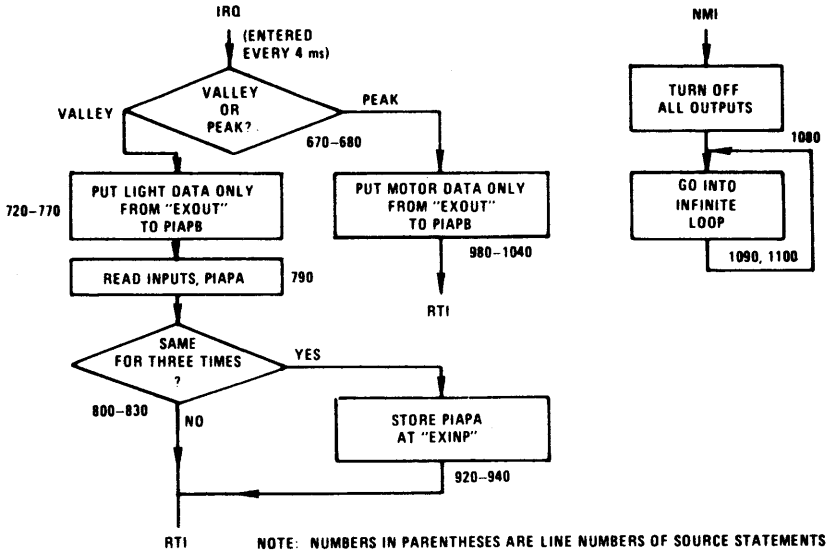 IRQ
(ENTERED
EVERY 4 ms)
VALLEY
OR
PEAK?
VALLEY
PEAK
670–680
PUT LIGHT DATA ONLY
FROM "EXOUT"
TO PIAPB
720–770
PUT MOTOR DATA ONLY
FROM "EXOUT"
TO PIAPB
980–1040
RTI
READ INPUTS, PIAPA
790
SAME
FOR THREE TIMES
?
YES
800–830
NO
STORE PIAPA
AT "EXINP"
920–940
RTI
NMI
TURN OFF
ALL OUTPUTS
1080
GO INTO
INFINITE
LOOP
1090, 1100
NOTE: NUMBERS IN PARENTHESES ARE LINE NUMBERS OF SOURCE STATEMENTS